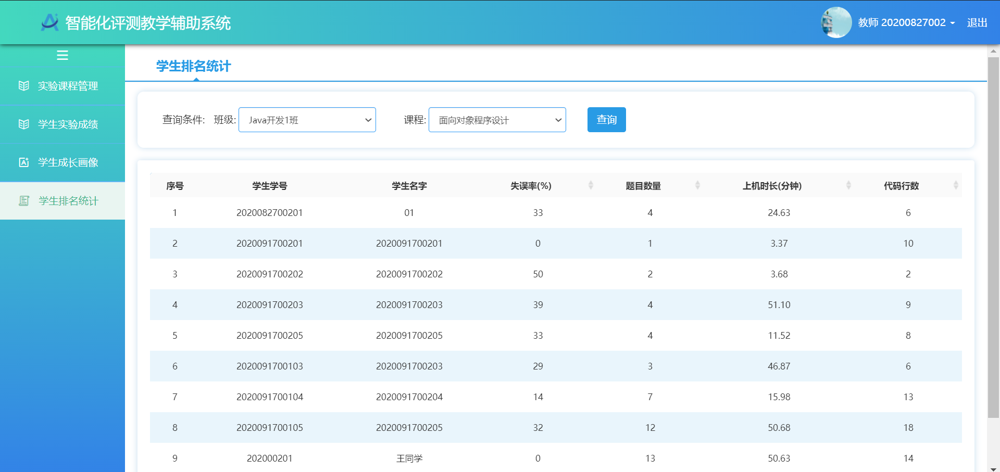 智能化评测教学辅助系统
教师 20200827002 退出
实验课程管理
学生实验成绩
学生成长画像
学生排名统计
学生排名统计
查询条件: 班级: Java开发1班 课程: 面向对象程序设计 查询
序号 学生学号 学生名字 失误率(%) 题目数量 上机时长(分钟) 代码行数
1 2020082700201 01 33 4 24.63 6
2 2020091700201 2020091700201 0 1 3.37 10
3 2020091700202 2020091700202 50 2 3.68 2
4 2020091700203 2020091700203 39 4 51.10 9
5 2020091700205 2020091700205 33 4 11.52 8
6 2020091700103 2020091700203 29 3 46.87 6
7 2020091700104 2020091700204 14 7 15.98 13
8 2020091700105 2020091700205 32 12 50.68 18
9 202000201 王同学 0 13 50.63 14